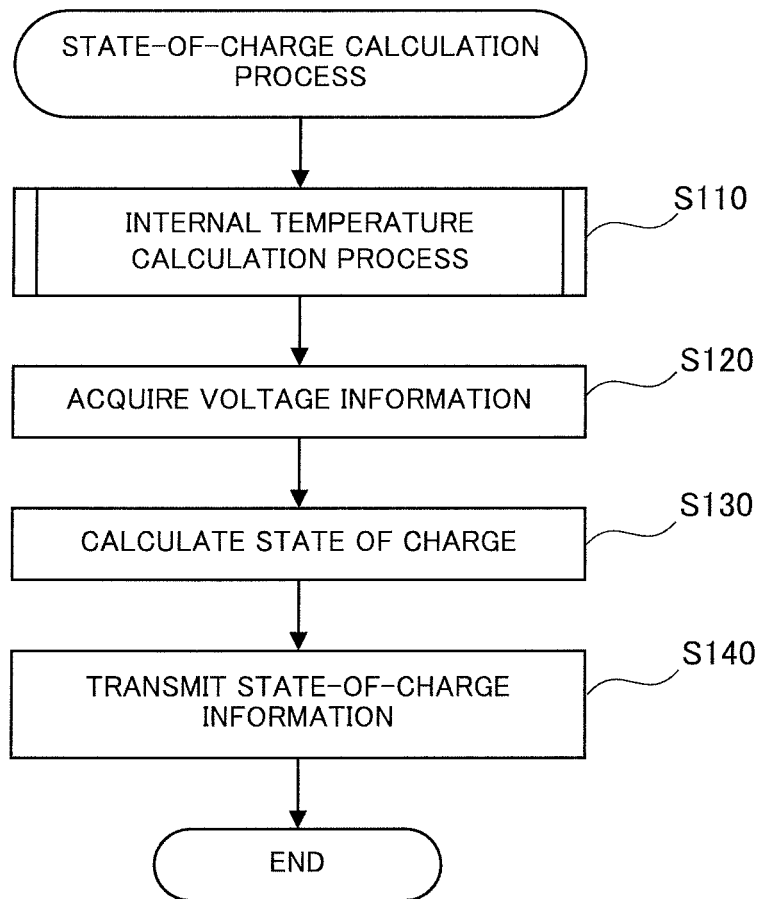 STATE-OF-CHARGE CALCULATION
PROCESS
INTERNAL TEMPERATURE
CALCULATION PROCESS
S110
ACQUIRE VOLTAGE INFORMATION
S120
CALCULATE STATE OF CHARGE
S130
TRANSMIT STATE-OF-CHARGE
INFORMATION
S140
END